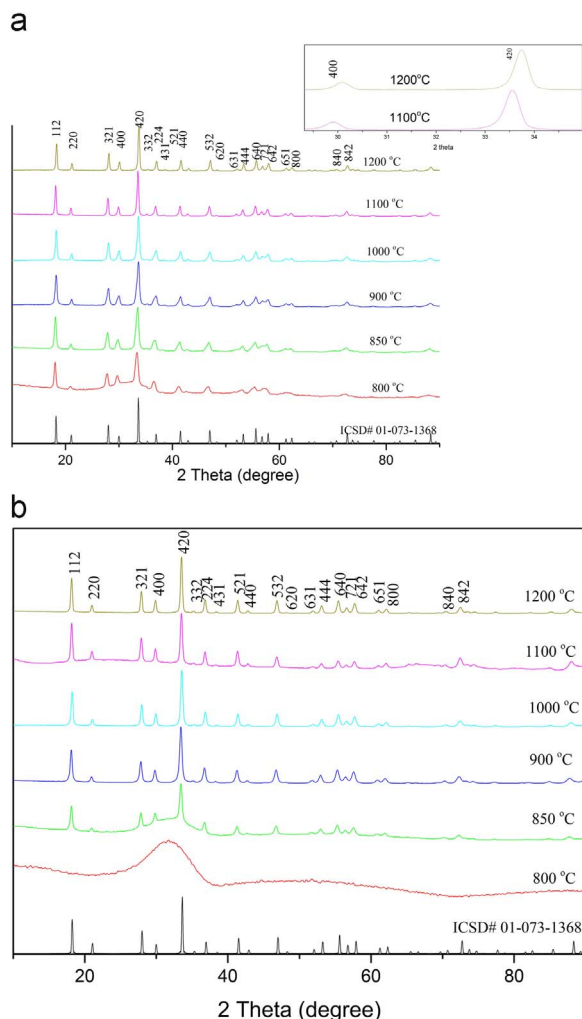 a
400
420
1200°C
1100°C
30 31 32 33 34
2 theta
112
220
321
400
420
332
224
431
521
440
532
620
631
444
640
721
642
651
800
840
842
1200 °C
1100 °C
1000 °C
900 °C
850 °C
800 °C
ICSD# 01-073-1368
20 40 60 80
2 Theta (degree)
b
112
220
321
400
420
332
224
431
521
440
532
620
631
444
640
721
642
651
800
840
842
1200 °C
1100 °C
1000 °C
900 °C
850 °C
800 °C
ICSD# 01-073-1368
20 40 60 80
2 Theta (degree)